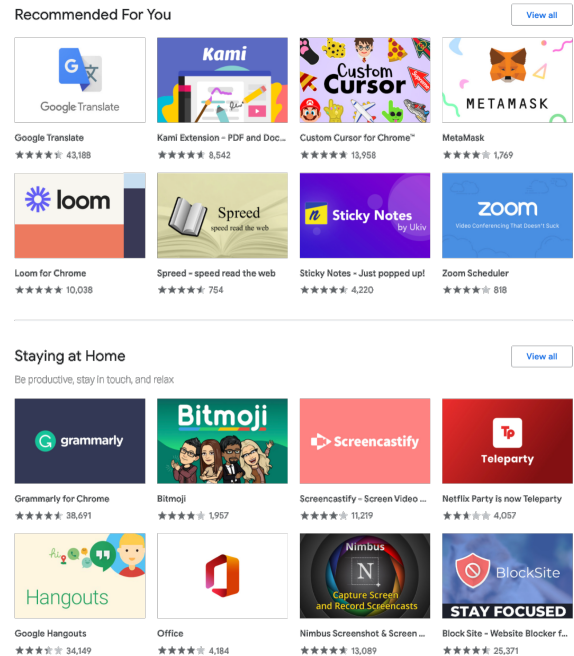 Recommended For You
View all
Google Translate
Kami
Custom Cursor
METAMASK
Google Translate
Kami Extension - PDF and Doc...
Custom Cursor for Chrome™
MetaMask
43,188
8,542
13,958
1,769
loom
Spreed
speed read the web
n Sticky Notes
by Ukiv
zoom
Video Conferencing That Doesn't Suck
Loom for Chrome
Spreed - speed read the web
Sticky Notes - Just popped up!
Zoom Scheduler
10,038
754
4,220
818
Staying at Home
View all
Be productive, stay in touch, and relax
G grammarly
Bitmoji
Screencastify
Tp
Teleparty
Grammarly for Chrome
Bitmoji
Screencastify - Screen Video ...
Netflix Party is now Teleparty
38,691
1,957
11,219
4,057
hi
Hangouts
Nimbus
N
Capture Screen
and Record Screencasts
BlockSite
STAY FOCUSED
Google Hangouts
Office
Nimbus Screenshot & Screen ...
Block Site - Website Blocker f...
34,149
4,184
13,089
25,371